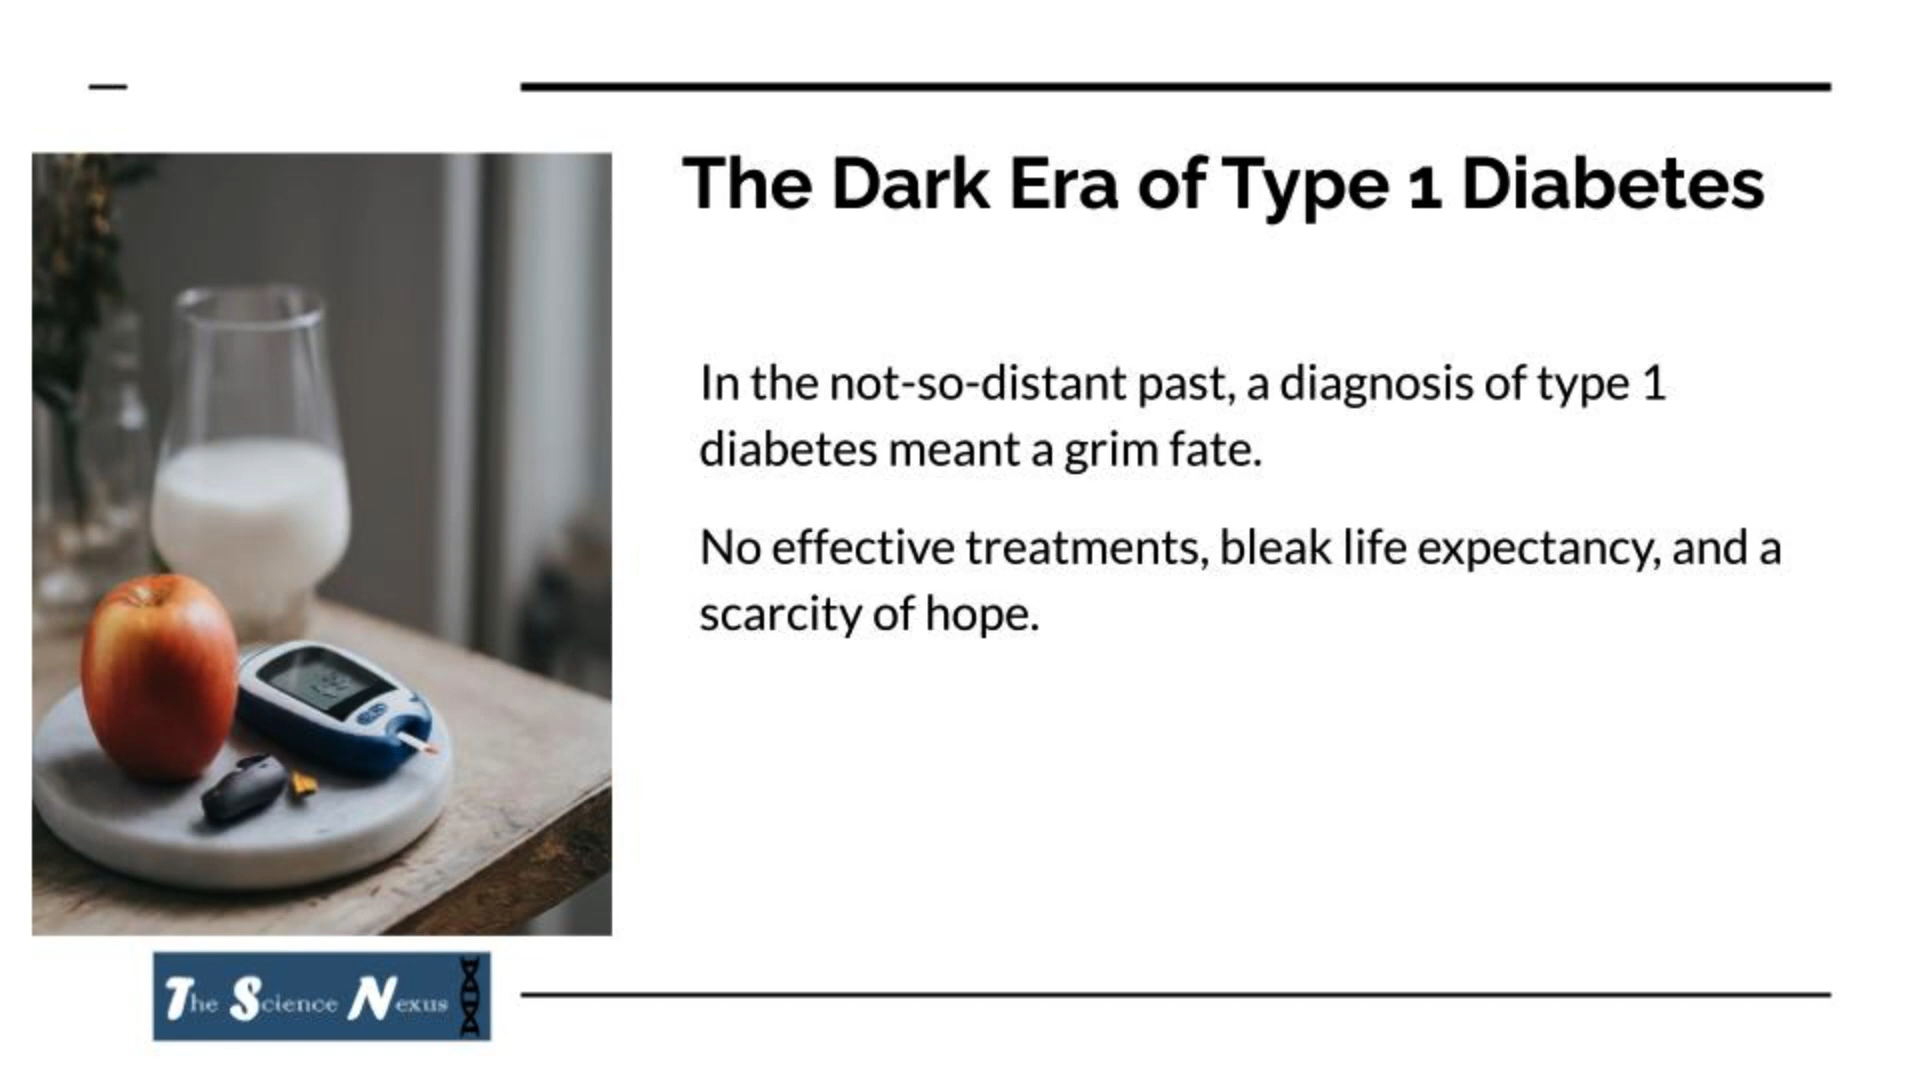 The Dark Era of Type 1 Diabetes
In the not-so-distant past, a diagnosis of type 1
diabetes meant a grim fate.
No effective treatments, bleak life expectancy, and a
scarcity of hope.
The Science Nexus